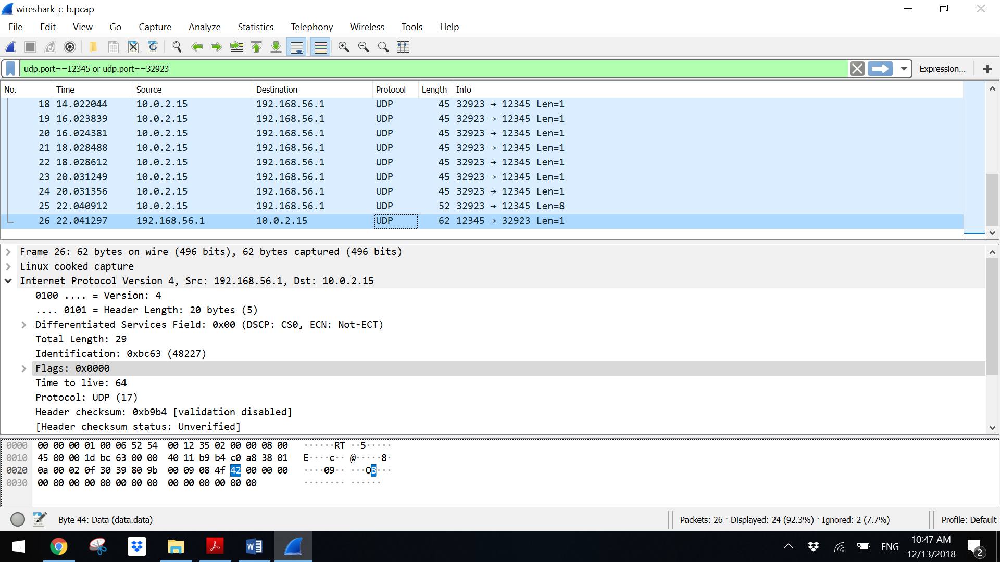 wireshark_c_b.pcap
File Edit View Go Capture Analyze Statistics Telephony Wireless Tools Help
udp.port==12345 or udp.port==32923 Expression... +
No. Time Source Destination Protocol Length Info
18 14.022044 10.0.2.15 192.168.56.1 UDP 45 32923 → 12345 Len=1
19 16.023839 10.0.2.15 192.168.56.1 UDP 45 32923 → 12345 Len=1
20 16.024381 10.0.2.15 192.168.56.1 UDP 45 32923 → 12345 Len=1
21 18.028488 10.0.2.15 192.168.56.1 UDP 45 32923 → 12345 Len=1
22 18.028612 10.0.2.15 192.168.56.1 UDP 45 32923 → 12345 Len=1
23 20.031249 10.0.2.15 192.168.56.1 UDP 45 32923 → 12345 Len=1
24 20.031356 10.0.2.15 192.168.56.1 UDP 45 32923 → 12345 Len=1
25 22.040912 10.0.2.15 192.168.56.1 UDP 52 32923 → 12345 Len=8
26 22.041297 192.168.56.1 10.0.2.15 UDP 62 12345 → 32923 Len=1
Frame 26: 62 bytes on wire (496 bits), 62 bytes captured (496 bits)
Linux cooked capture
Internet Protocol Version 4, Src: 192.168.56.1, Dst: 10.0.2.15
0100 .... = Version: 4
.... 0101 = Header Length: 20 bytes (5)
Differentiated Services Field: 0x00 (DSCP: CS0, ECN: Not-ECT)
Total Length: 29
Identification: 0xbc63 (48227)
Flags: 0x0000
Time to live: 64
Protocol: UDP (17)
Header checksum: 0xb9b4 [validation disabled]
[Header checksum status: Unverified]
0000 00 00 00 01 00 06 52 54 00 12 35 02 00 00 08 00 ······RT ··5·····
0010 45 00 00 1d bc 63 00 00 40 11 b9 b4 c0 a8 38 01 E····c·· @·····8·
0020 0a 00 02 0f 30 39 80 9b 00 09 08 4f 42 00 00 00 ····09·· ···OB···
0030 00 00 00 00 00 00 00 00 00 00 00 00 00 00 ········ ······
Byte 44: Data (data.data) Packets: 26 · Displayed: 24 (92.3%) · Ignored: 2 (7.7%) Profile: Default
ENG 10:47 AM
12/13/2018 2